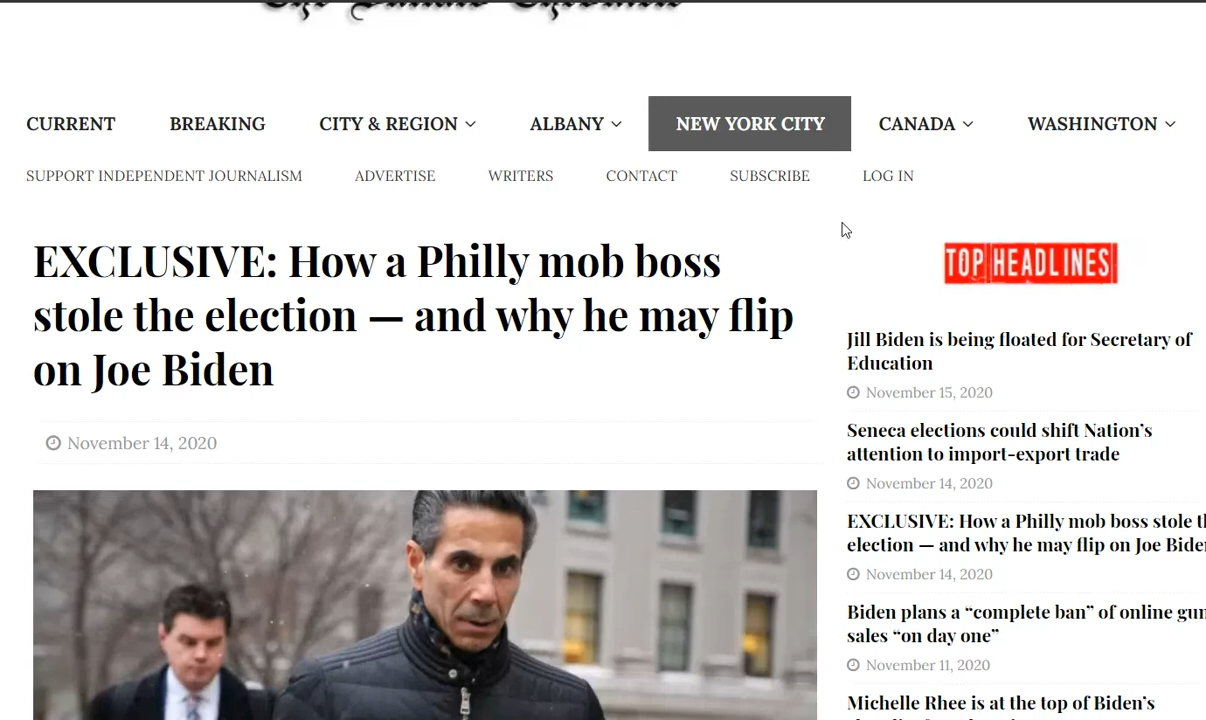 CURRENT BREAKING CITY & REGION ALBANY NEW YORK CITY CANADA WASHINGTON
SUPPORT INDEPENDENT JOURNALISM ADVERTISE WRITERS CONTACT SUBSCRIBE LOG IN
EXCLUSIVE: How a Philly mob boss
stole the election — and why he may flip
on Joe Biden
November 14, 2020
TOP HEADLINES
Jill Biden is being floated for Secretary of
Education
November 15, 2020
Seneca elections could shift Nation's
attention to import-export trade
November 14, 2020
EXCLUSIVE: How a Philly mob boss stole
election — and why he may flip on Joe
November 14, 2020
Biden plans a “complete ban” of online
sales “on day one”
November 11, 2020
Michelle Rhee is at the top of Biden's